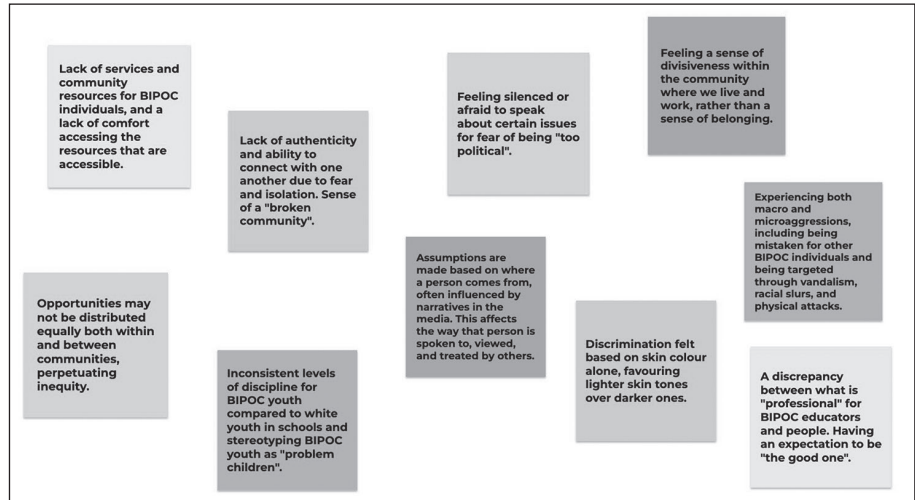 Lack of services and
community
resources for BIPOC
individuals, and a
lack of comfort
accessing the
resources that are
accessible.
Lack of authenticity
and ability to
connect with one
another due to fear
and isolation. Sense
of a "broken
community".
Feeling silenced or
afraid to speak
about certain issues
for fear of being "too
political".
Feeling a sense of
divisiveness within
the community
where we live and
work, rather than a
sense of belonging.
Experiencing both
macro and
microaggressions,
including being
mistaken for other
BIPOC individuals and
being targeted
through vandalism,
racial slurs, and
physical attacks.
Opportunities may
not be distributed
equally both within
and between
communities,
perpetuating
inequity.
Inconsistent levels
of discipline for
BIPOC youth
compared to white
youth in schools and
stereotyping BIPOC
youth as "problem
children".
Assumptions are
made based on where
a person comes from,
often influenced by
narratives in the
media. This affects
the way that person is
spoken to, viewed,
and treated by others.
Discrimination felt
based on skin colour
alone, favouring
lighter skin tones
over darker ones.
A discrepancy
between what is
"professional" for
BIPOC educators
and people. Having
an expectation to be
"the good one".